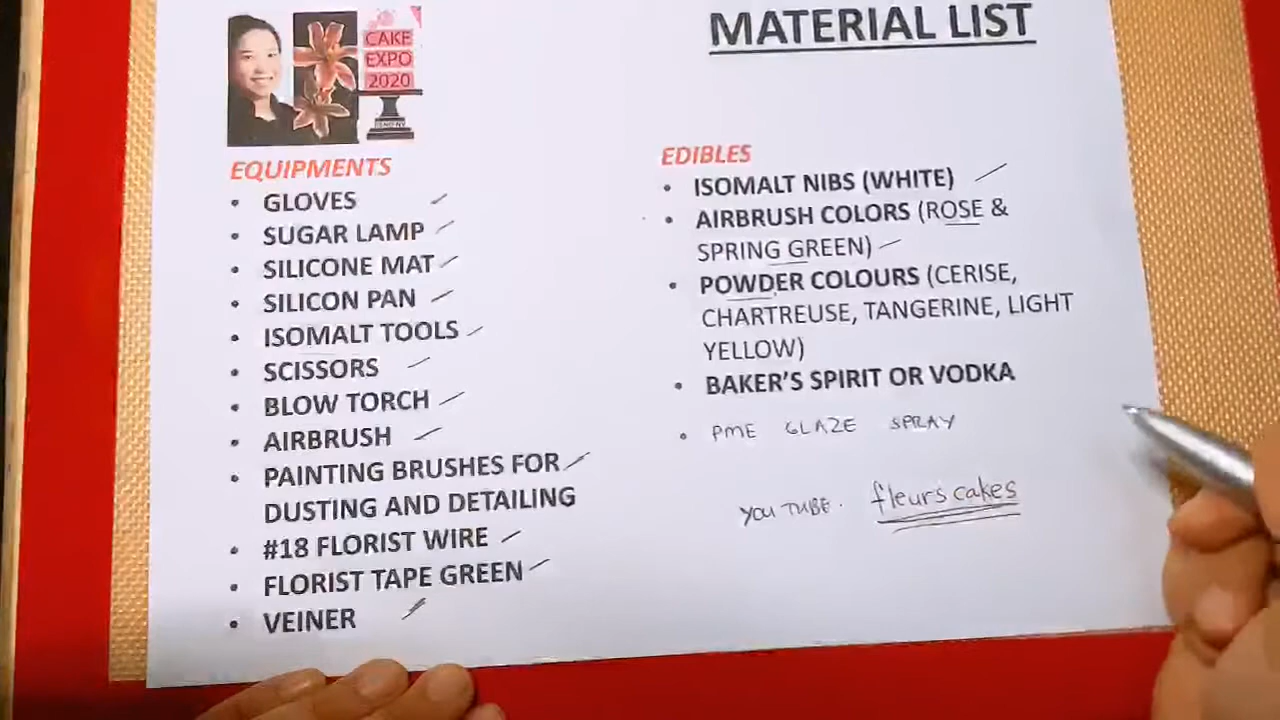 MATERIAL LIST
CAKE
EXPO
2020
EQUIPMENTS
• GLOVES
• SUGAR LAMP
• SILICONE MAT
• SILICON PAN
• ISOMALT TOOLS
• SCISSORS
• BLOW TORCH
• AIRBRUSH
• PAINTING BRUSHES FOR
DUSTING AND DETAILING
• #18 FLORIST WIRE
• FLORIST TAPE GREEN
• VEINER
EDIBLES
• ISOMALT NIBS (WHITE)
• AIRBRUSH COLORS (ROSE &
SPRING GREEN)
• POWDER COLOURS (CERISE,
CHARTREUSE, TANGERINE, LIGHT
YELLOW)
• BAKER'S SPIRIT OR VODKA
• PME GLAZE SPRAY
YOU TUBE. fleurs cakes